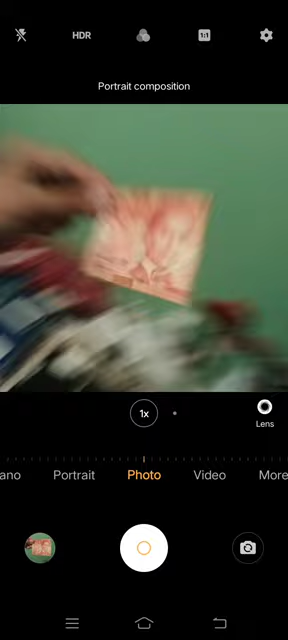 HDR
1:1
Portrait composition
1x
Lens
ano Portrait Photo Video More